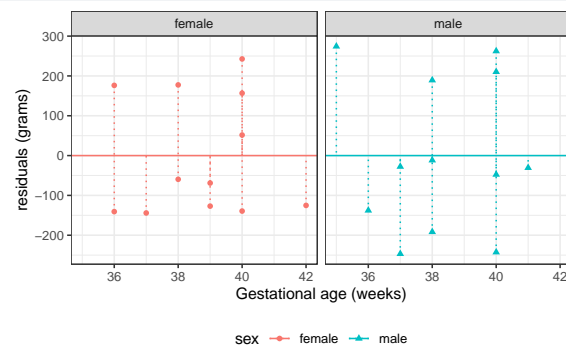 female male
300
200
100
0
−100
−200
residuals (grams)
36 38 40 42 36 38 40 42
Gestational age (weeks)
sex female male